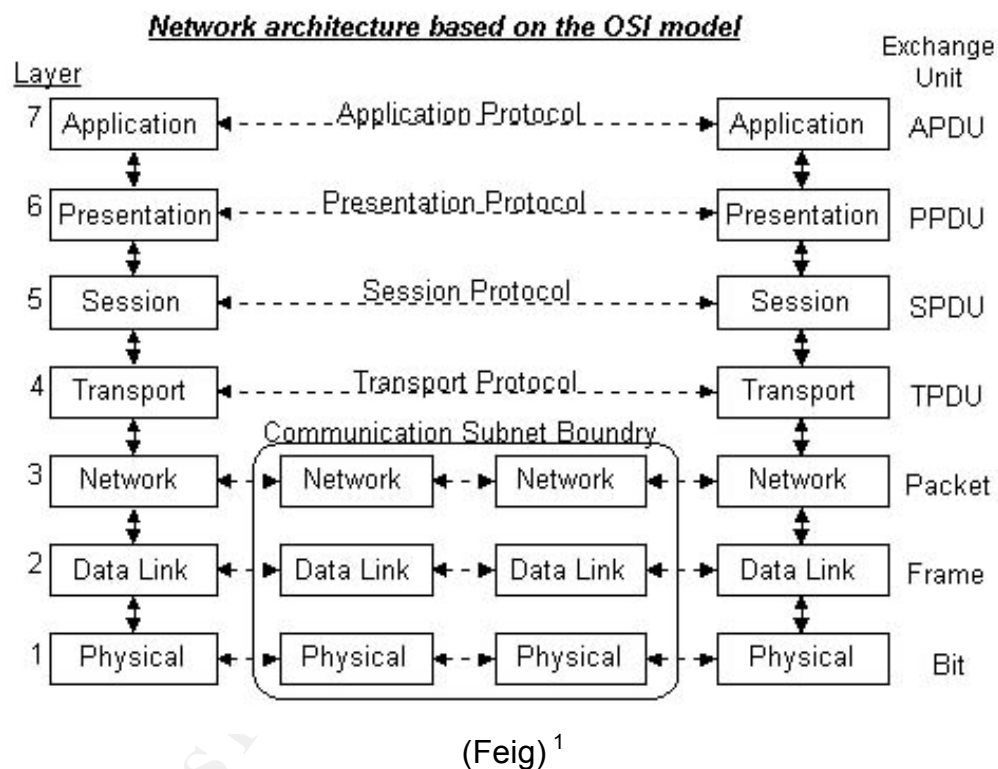 Network architecture based on the OSI model
Exchange
Unit
Layer
7 Application Application Protocol Application APDU
6 Presentation Presentation Protocol Presentation PPDU
5 Session Session Protocol Session SPDU
4 Transport Transport Protocol Transport TPDU
Communication Subnet Boundry
3 Network Network Network Network Packet
2 Data Link Data Link Data Link Data Link Frame
1 Physical Physical Physical Physical Bit
(Feig) 1